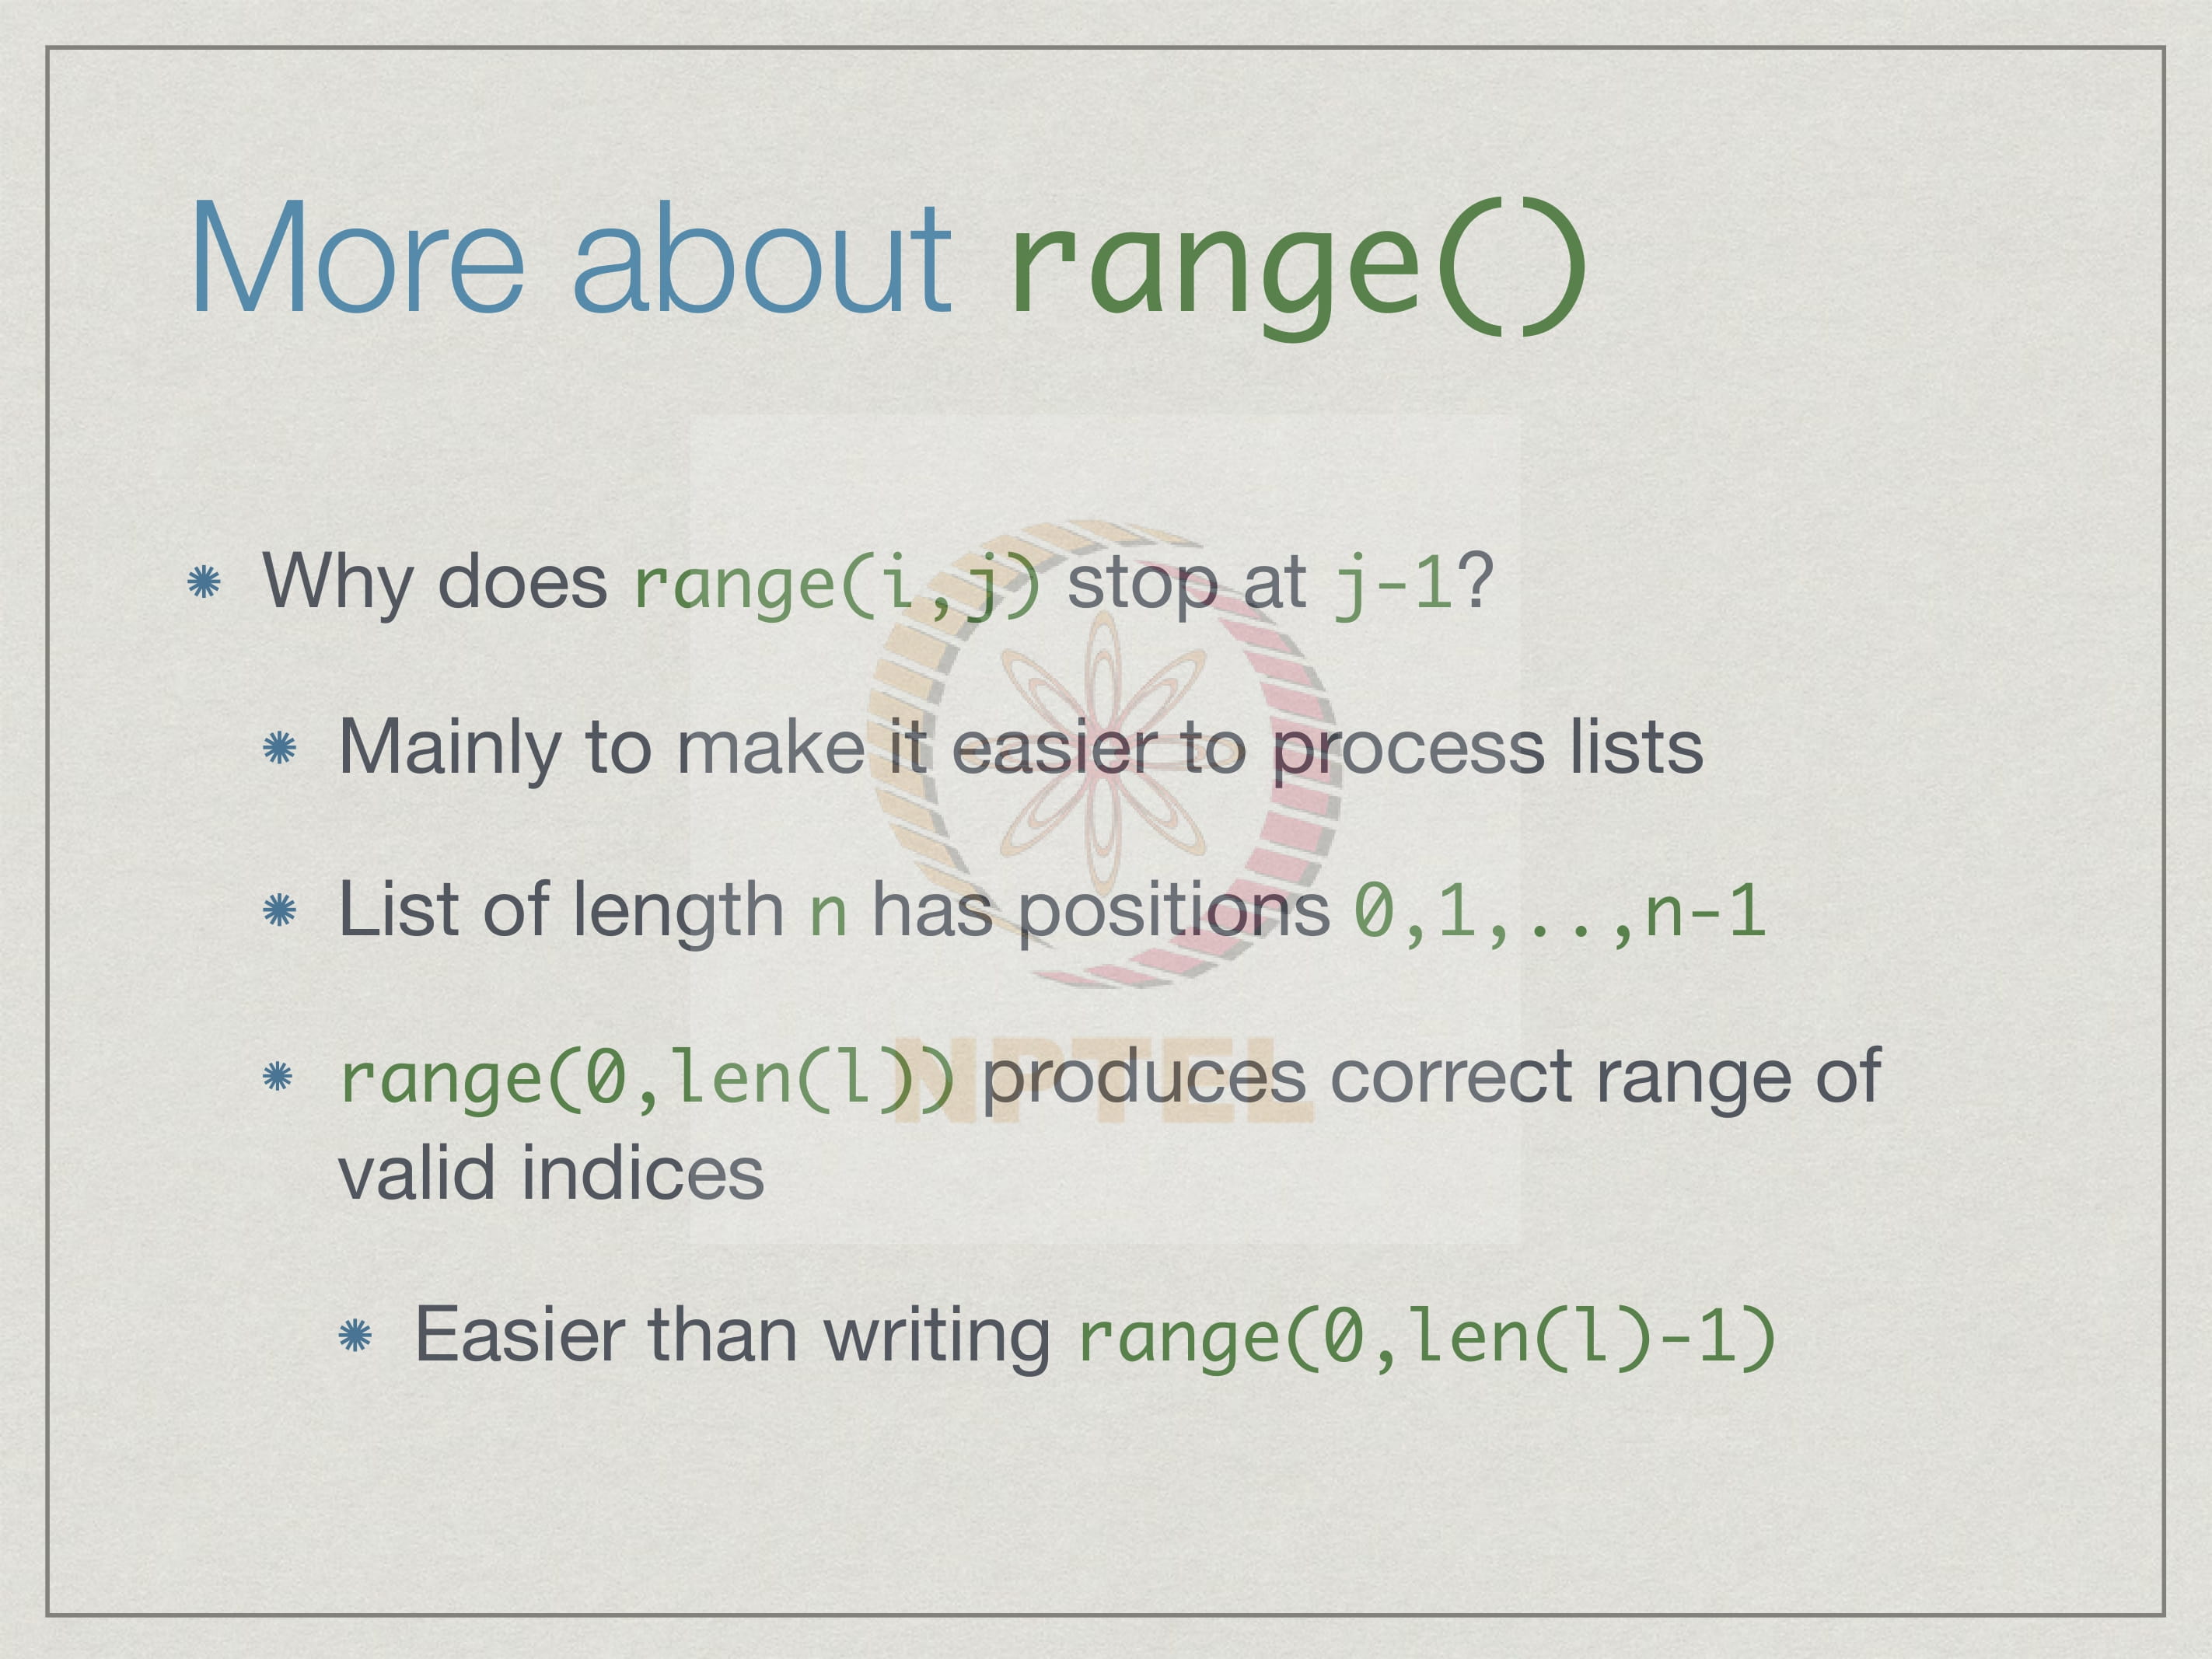 More about range()
Why does range(i,j) stop at j-1?
Mainly to make it easier to process lists
List of length n has positions 0,1,..,n-1
range(0,len(l)) produces correct range of
valid indices
Easier than writing range(0,len(l)-1)
NPTEL